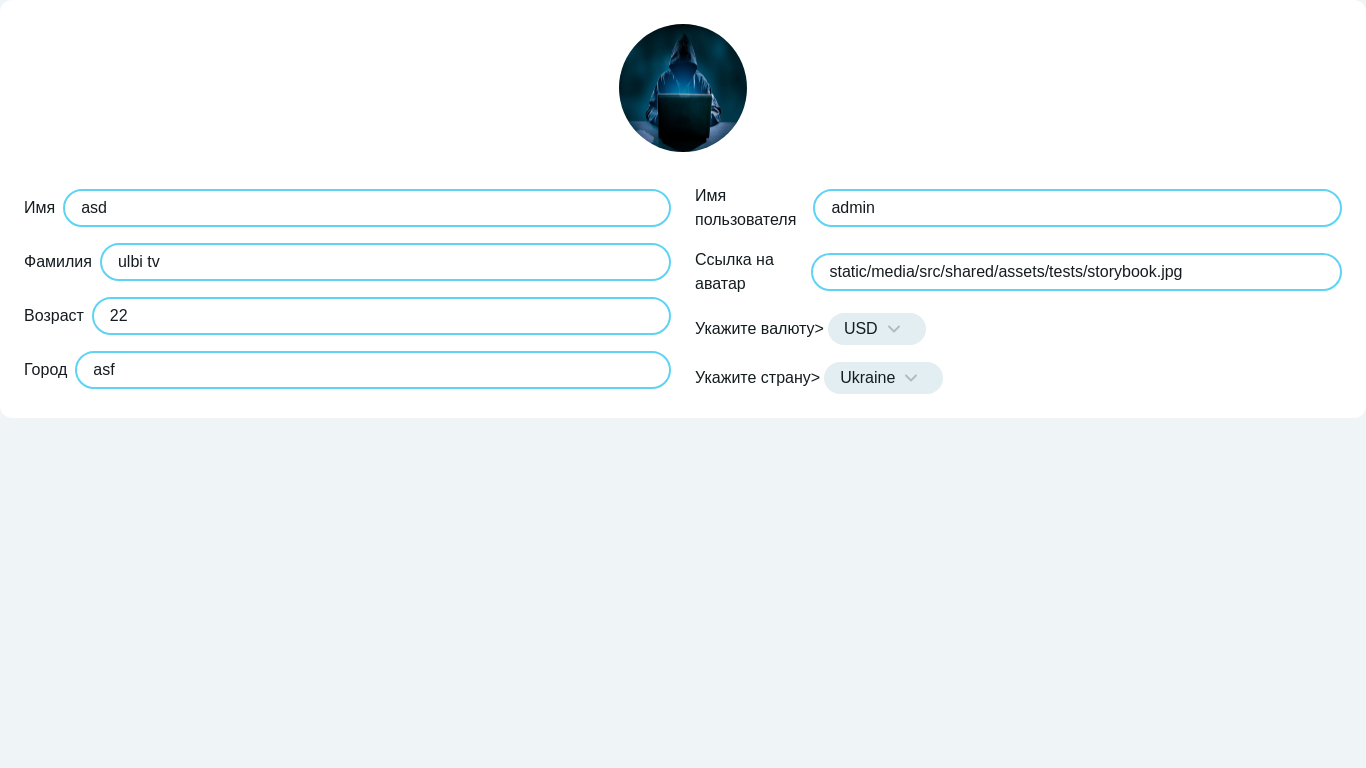 Имя asd
Фамилия ulbi tv
Возраст 22
Город asf
Имя
пользователя
admin
Ссылка на
аватар
static/media/src/shared/assets/tests/storybook.jpg
Укажите валюту> USD
Укажите страну> Ukraine